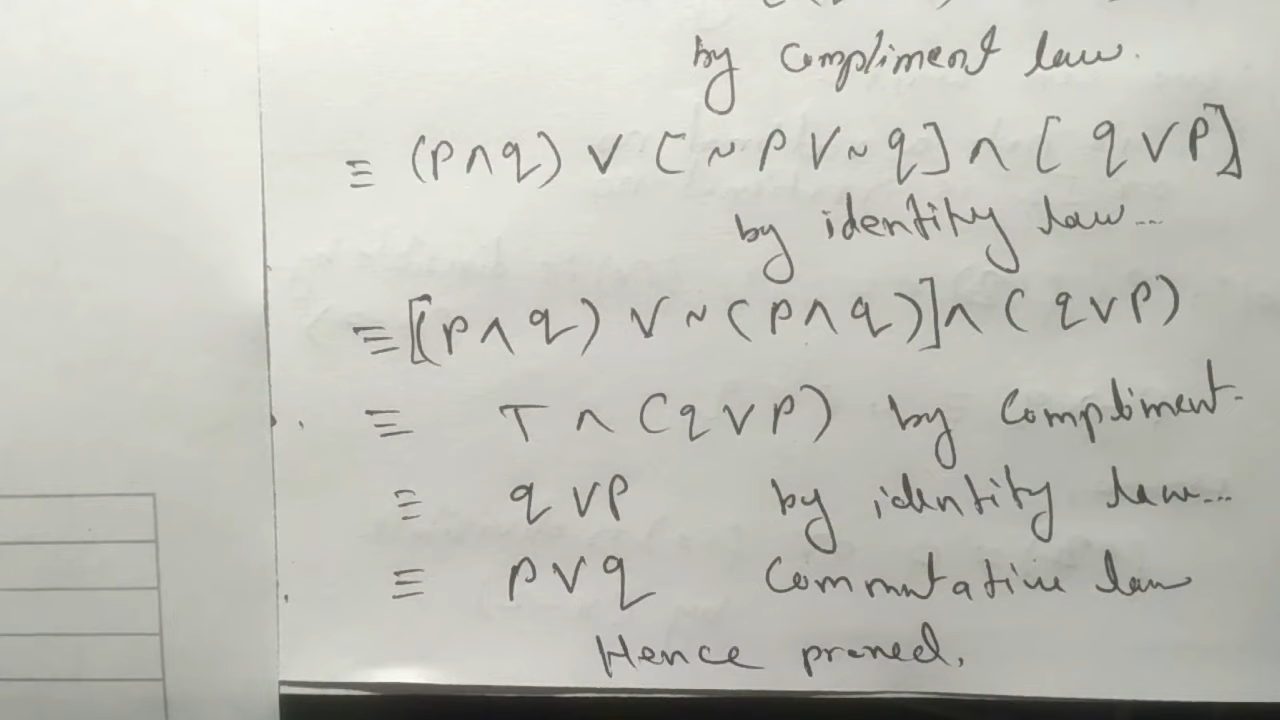 by compliment law.
≡ (p∧q) ∨ [~p∨~q] ∧ [q∨p]
by identity law...
≡ [(p∧q) ∨ ~(p∧q)] ∧ (q∨p)
≡ T ∧ (q∨p) by compliment.
≡ q∨p by identity law...
≡ p∨q Commutative law
Hence proved.